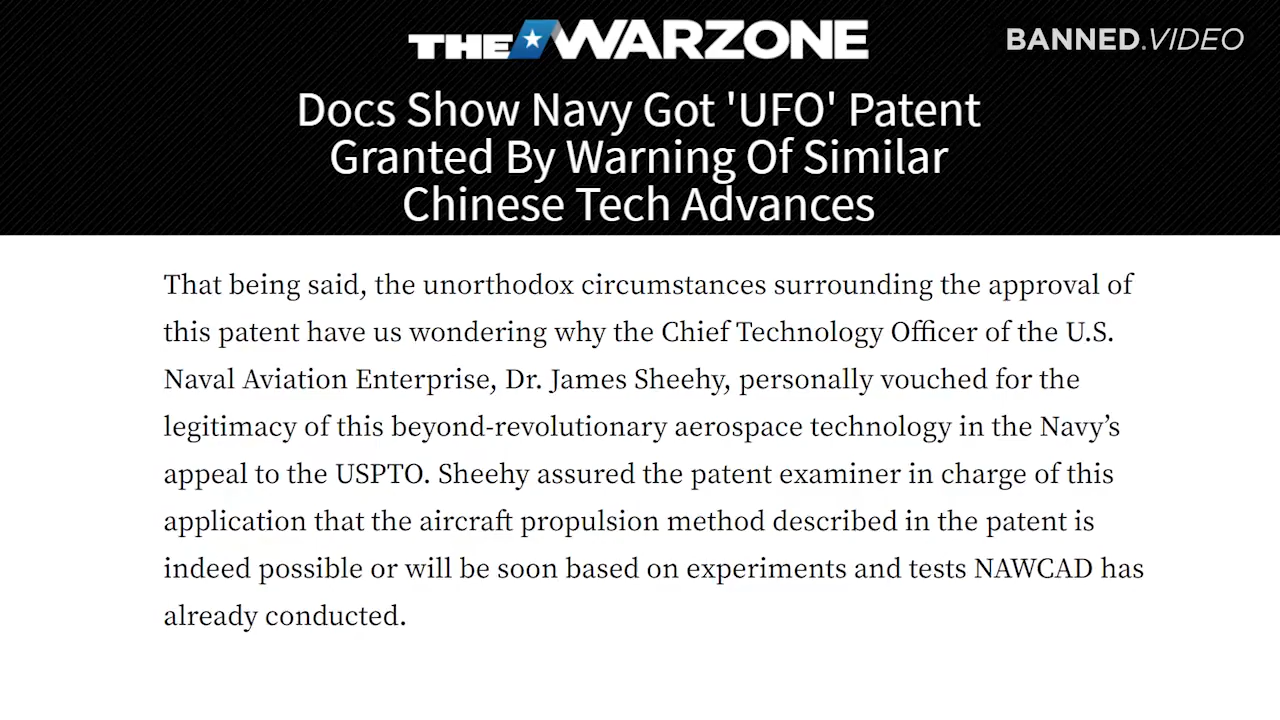 THE WARZONE
BANNED.VIDEO
Docs Show Navy Got 'UFO' Patent
Granted By Warning Of Similar
Chinese Tech Advances
That being said, the unorthodox circumstances surrounding the approval of
this patent have us wondering why the Chief Technology Officer of the U.S.
Naval Aviation Enterprise, Dr. James Sheehy, personally vouched for the
legitimacy of this beyond-revolutionary aerospace technology in the Navy’s
appeal to the USPTO. Sheehy assured the patent examiner in charge of this
application that the aircraft propulsion method described in the patent is
indeed possible or will be soon based on experiments and tests NAWCAD has
already conducted.